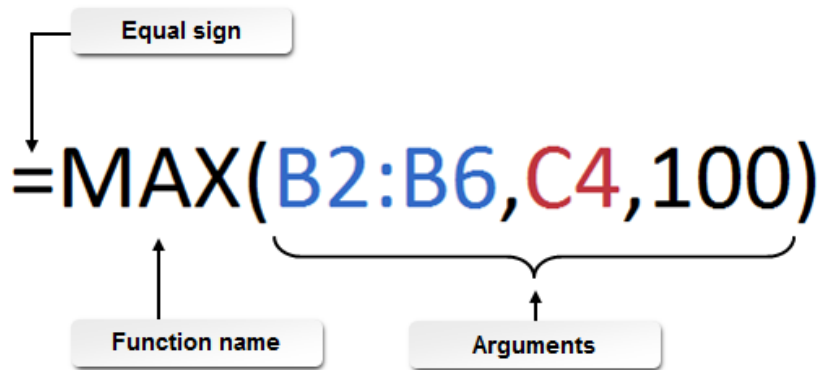 Equal sign
=MAX(B2:B6,C4,100)
Function name
Arguments